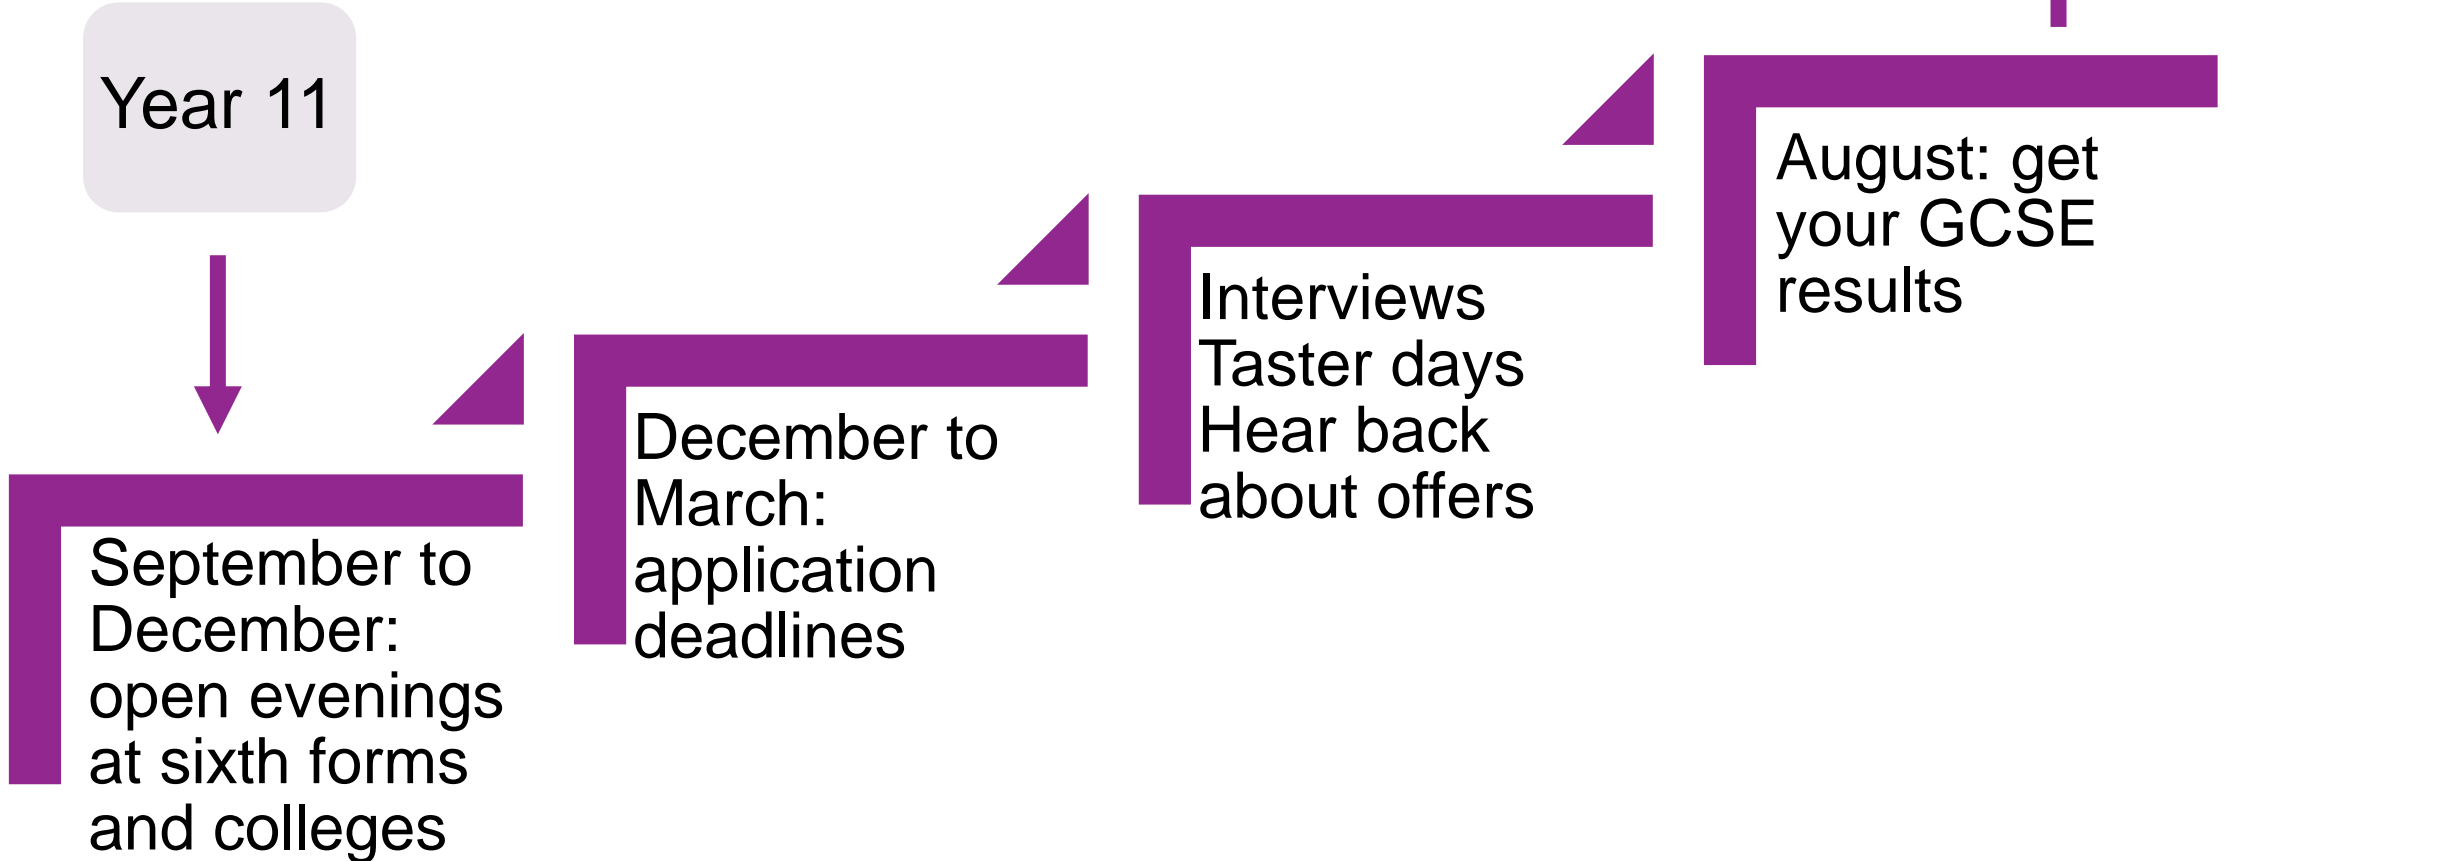 Year 11
September to
December:
open evenings
at sixth forms
and colleges
December to
March:
application
deadlines
Interviews
Taster days
Hear back
about offers
August: get
your GCSE
results